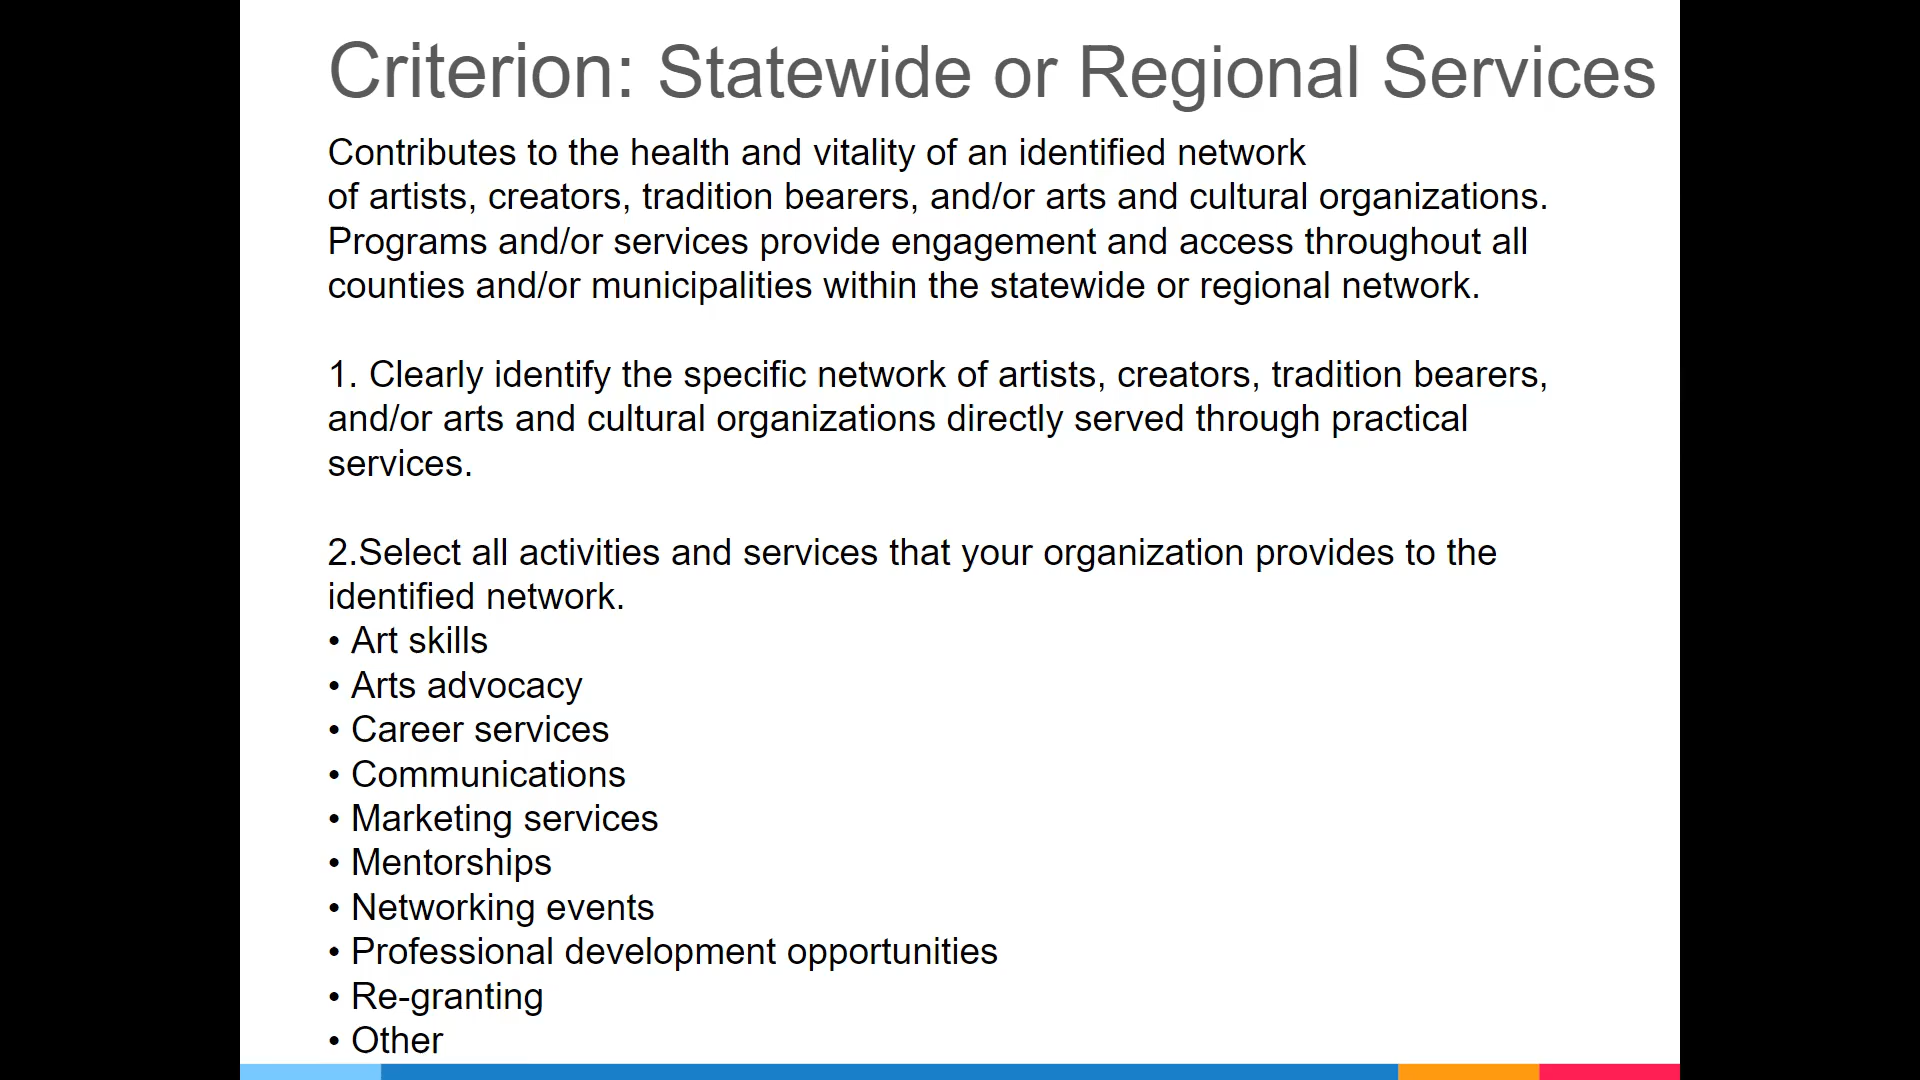 Criterion: Statewide or Regional Services
Contributes to the health and vitality of an identified network
of artists, creators, tradition bearers, and/or arts and cultural organizations.
Programs and/or services provide engagement and access throughout all
counties and/or municipalities within the statewide or regional network.
1. Clearly identify the specific network of artists, creators, tradition bearers,
and/or arts and cultural organizations directly served through practical
services.
2.Select all activities and services that your organization provides to the
identified network.
• Art skills
• Arts advocacy
• Career services
• Communications
• Marketing services
• Mentorships
• Networking events
• Professional development opportunities
• Re-granting
• Other